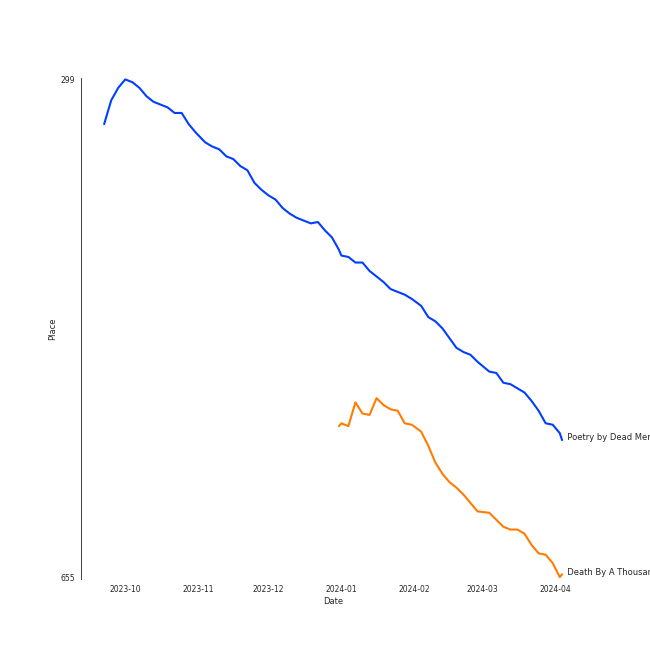 299
Place
Poetry by Dead Men
Death By A Thousan
655
2023-10 2023-11 2023-12 2024-01 2024-02 2024-03 2024-04
Date